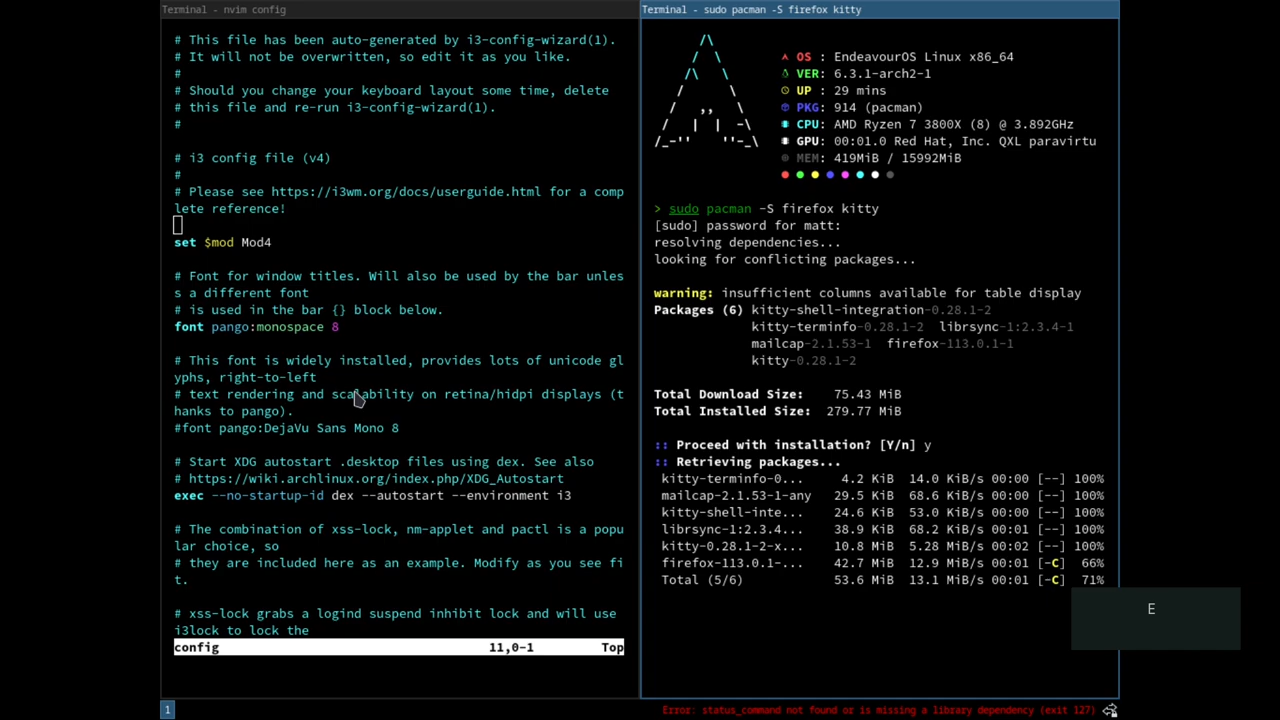 Terminal - nvim config
# This file has been auto-generated by i3-config-wizard(1).
# It will not be overwritten, so edit it as you like.
#
# Should you change your keyboard layout some time, delete
# this file and re-run i3-config-wizard(1).
#
# i3 config file (v4)
#
# Please see https://i3wm.org/docs/userguide.html for a comp
lete reference!
set $mod Mod4
# Font for window titles. Will also be used by the bar unles
s a different font
# is used in the bar {} block below.
font pango:monospace 8
# This font is widely installed, provides lots of unicode gl
yphs, right-to-left
# text rendering and scalability on retina/hidpi displays (t
hanks to pango).
#font pango:DejaVu Sans Mono 8
# Start XDG autostart .desktop files using dex. See also
# https://wiki.archlinux.org/index.php/XDG_Autostart
exec --no-startup-id dex --autostart --environment i3
# The combination of xss-lock, nm-applet and pactl is a popu
lar choice, so
# they are included here as an example. Modify as you see fi
t.
# xss-lock grabs a logind suspend inhibit lock and will use
i3lock to lock the
config 11,0-1 Top
Terminal - sudo pacman -S firefox kitty
OS : EndeavourOS Linux x86_64
VER: 6.3.1-arch2-1
UP : 29 mins
PKG: 914 (pacman)
CPU: AMD Ryzen 7 3800X (8) @ 3.892GHz
GPU: 00:01.0 Red Hat, Inc. QXL paravirtu
MEM: 419MiB / 15992MiB
> sudo pacman -S firefox kitty
[sudo] password for matt:
resolving dependencies...
looking for conflicting packages...
warning: insufficient columns available for table display
Packages (6) kitty-shell-integration-0.28.1-2
kitty-terminfo-0.28.1-2 librsync-1:2.3.4-1
mailcap-2.1.53-1 firefox-113.0.1-1
kitty-0.28.1-2
Total Download Size: 75.43 MiB
Total Installed Size: 279.77 MiB
:: Proceed with installation? [Y/n] y
:: Retrieving packages...
kitty-terminfo-0... 4.2 KiB 14.0 KiB/s 00:00 [--] 100%
mailcap-2.1.53-1-any 29.5 KiB 68.6 KiB/s 00:00 [--] 100%
kitty-shell-inte... 24.6 KiB 53.0 KiB/s 00:00 [--] 100%
librsync-1:2.3.4... 38.9 KiB 68.2 KiB/s 00:01 [--] 100%
kitty-0.28.1-2-x... 10.8 MiB 5.28 MiB/s 00:02 [--] 100%
firefox-113.0.1-... 42.7 MiB 12.9 MiB/s 00:01 [-C] 66%
Total (5/6) 53.6 MiB 13.1 MiB/s 00:01 [-C] 71%
E
1
Error: status_command not found or is missing a library dependency (exit 127)